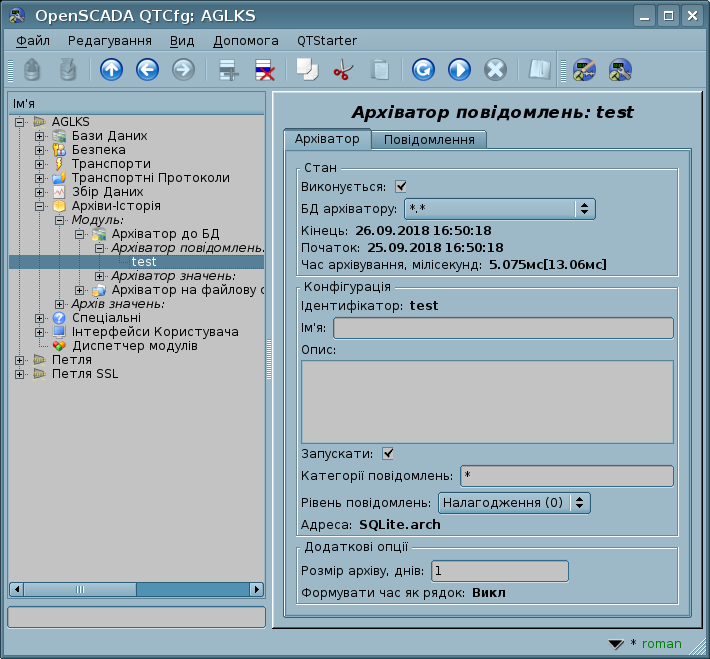 OpenSCADA QTCfg: AGLKS
Файл Редагування Вид Допомога QTStarter
Ім'я
AGLKS
Бази Даних
Безпека
Транспорти
Транспортні Протоколи
Збір Даних
Архіви-Історія
Модуль:
Архіватор до БД
Архіватор повідомлень:
test
Архіватор значень:
Архіватор на файлову с
Архів значень:
Спеціальні
Інтерфейси Користувача
Диспетчер модулів
Петля
Петля SSL
Архіватор повідомлень: test
Архіватор Повідомлення
Стан
Виконується:
БД архіватору: *.*
Кінець: 26.09.2018 16:50:18
Початок: 25.09.2018 16:50:18
Час архівування, мілісекунд: 5.075мс[13.06мс]
Конфігурація
Ідентифікатор: test
Ім'я:
Опис:
Запускати:
Категорії повідомлень: *
Рівень повідомлень: Налагодження (0)
Адреса: SQLite.arch
Додаткові опції
Розмір архіву, днів: 1
Формувати час як рядок: Викл
* roman